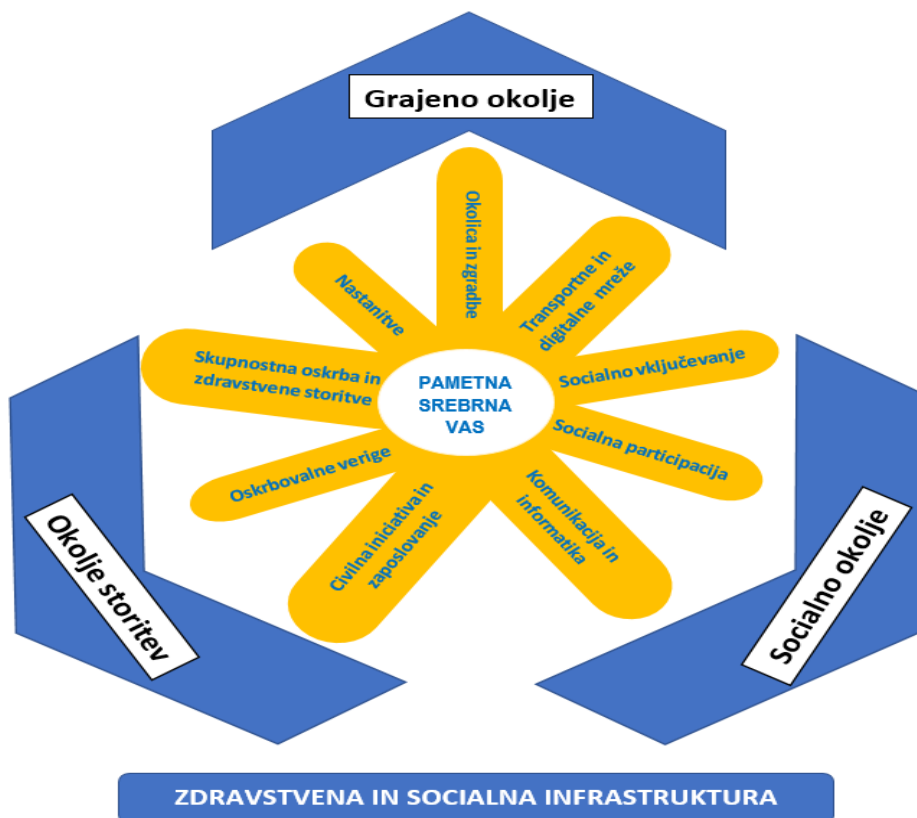 Grajeno okolje
Okolica in zgradbe
Transportne in
digitalne mreže
Nastanitve
Socialno vključevanje
Skupnostna oskrba in
zdravstvene storitve
PAMETNA
SREBRNA
VAS
Socialna participacija
Oskrbovalne verige
Komunikacija in
informatika
Civilna iniciativa in
zaposlovanje
Okolje storitev
Socialno okolje
ZDRAVSTVENA IN SOCIALNA INFRASTRUKTURA